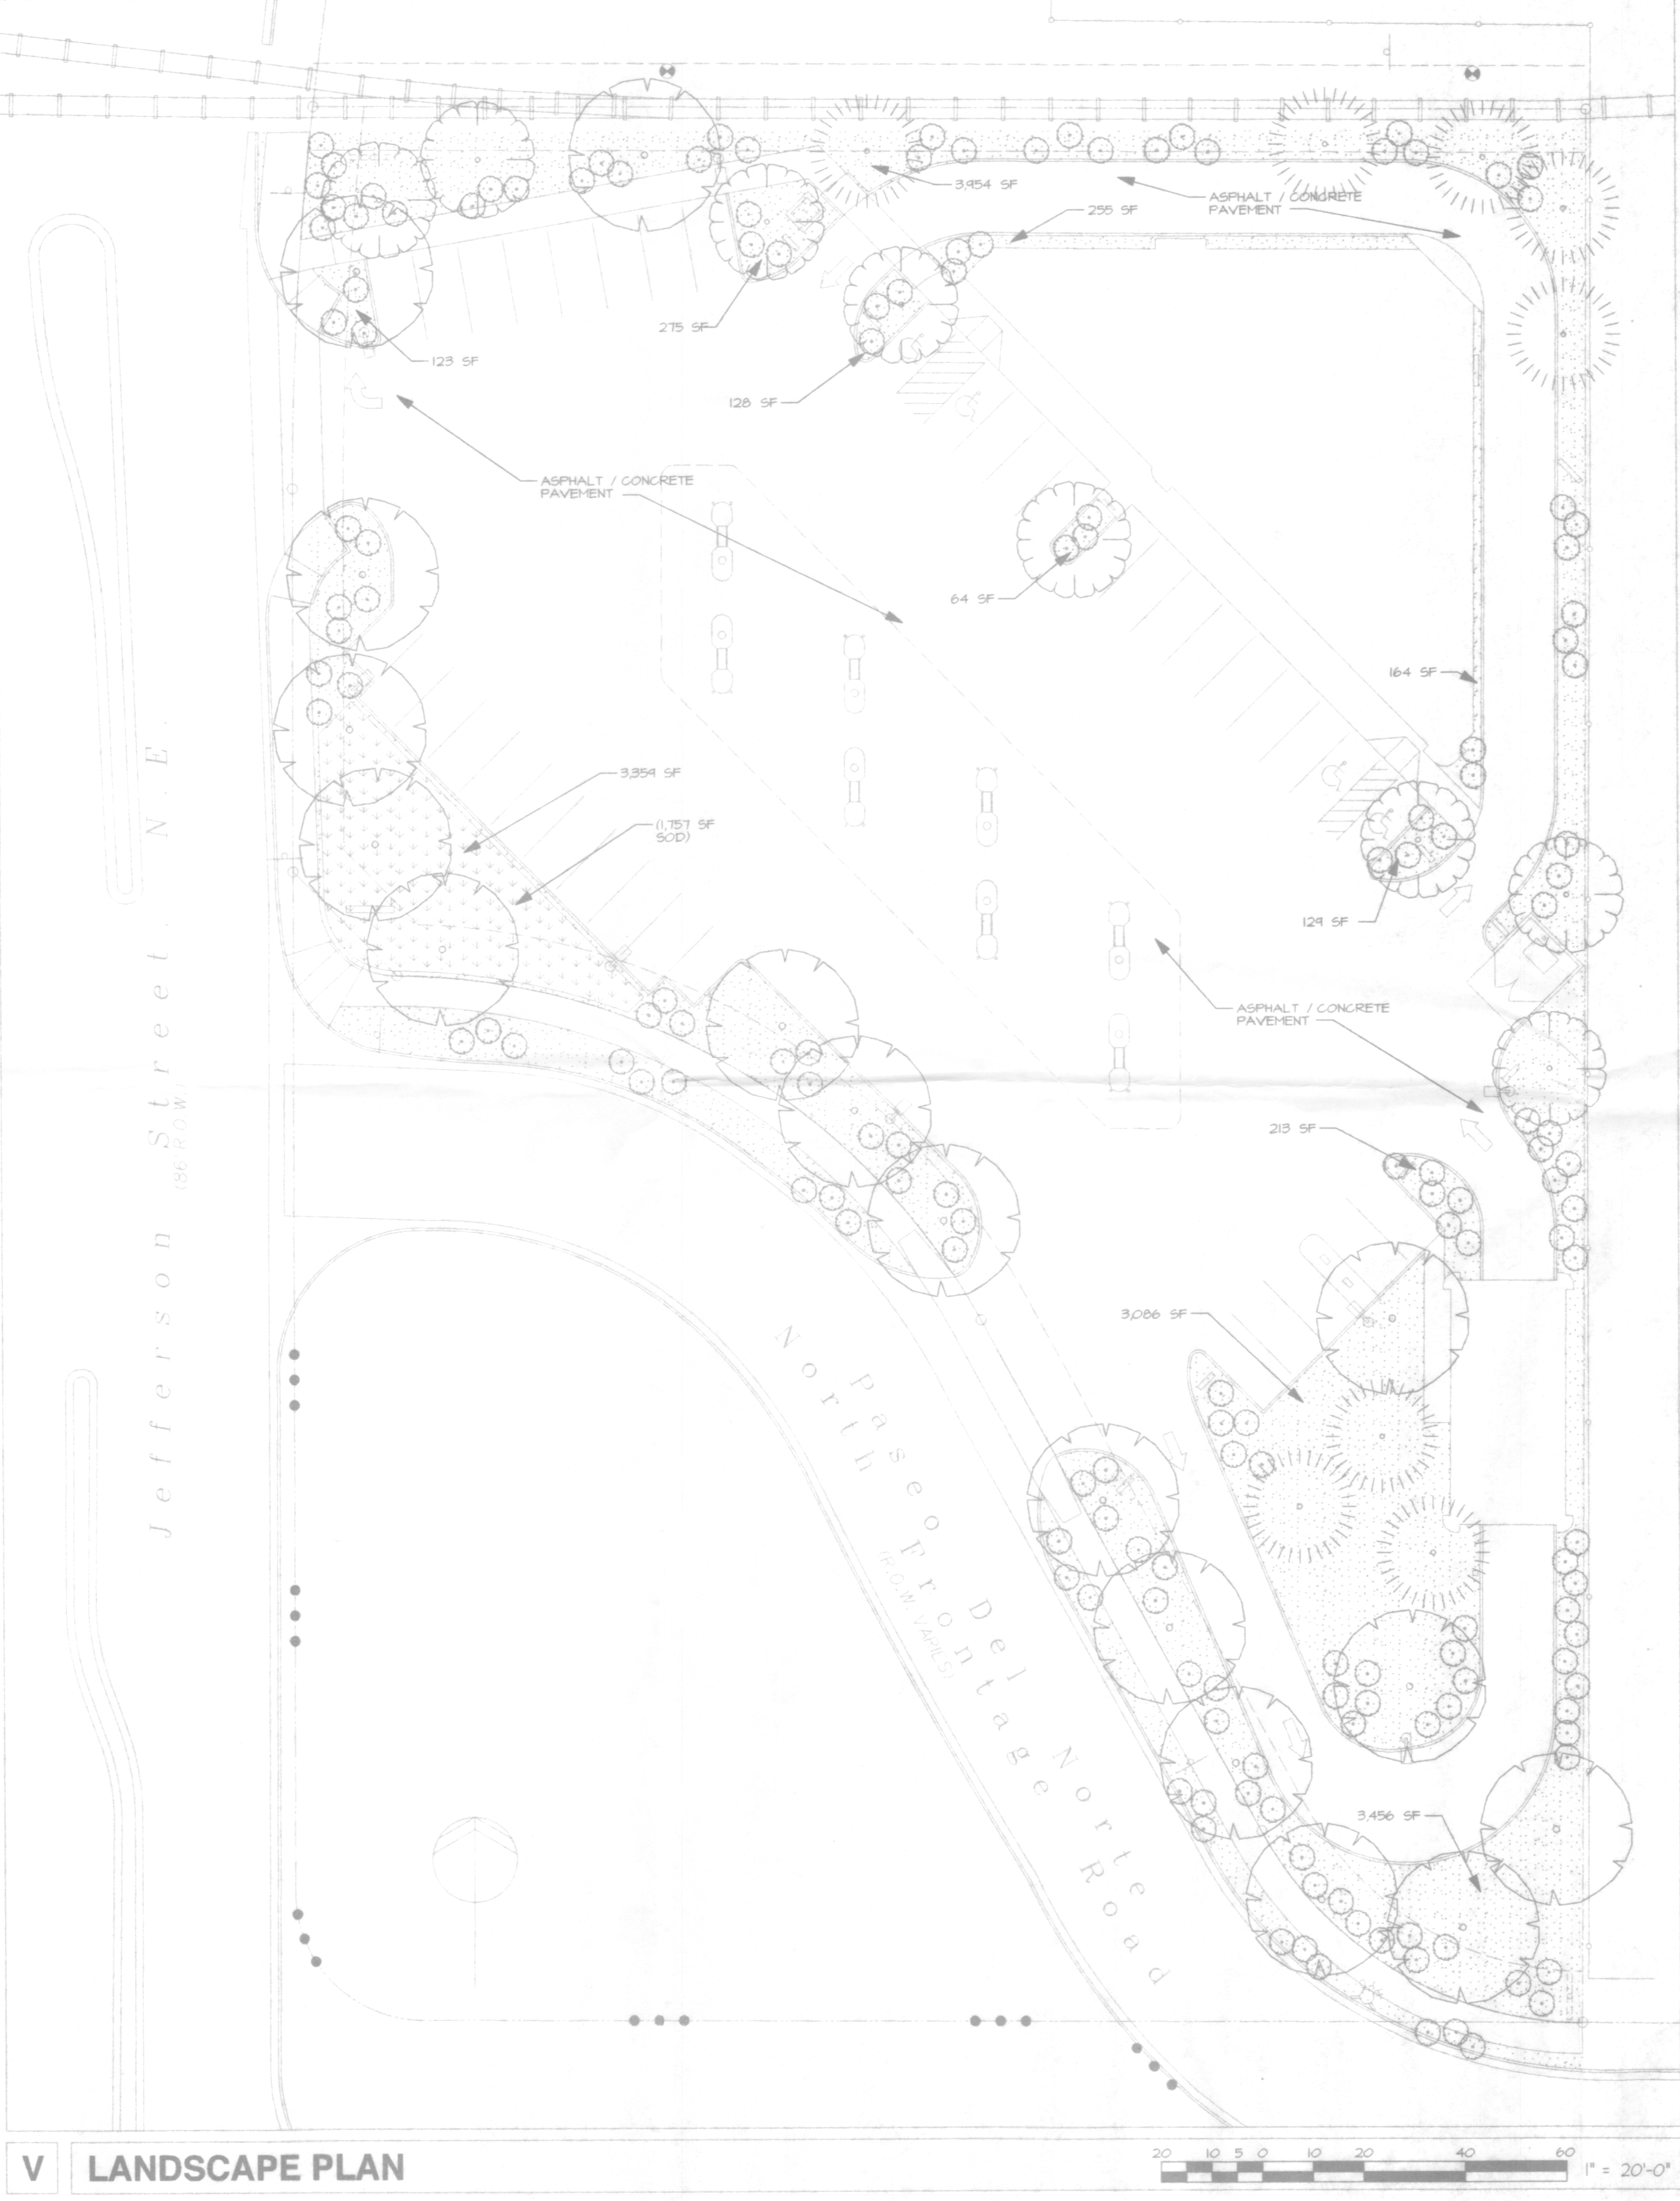 3,954 SF
ASPHALT / CONCRETE
PAVEMENT
255 SF
275 SF
123 SF
128 SF
ASPHALT / CONCRETE
PAVEMENT
64 SF
164 SF
3,359 SF
(1,757 SF
SOD)
129 SF
ASPHALT / CONCRETE
PAVEMENT
213 SF
3,086 SF
Jefferson Street N.E.
(86' R.O.W.)
Paseo Del Norte
North Frontage Road
3,456 SF
V LANDSCAPE PLAN
20 10 5 0 10 20 40 60
1" = 20'-0"